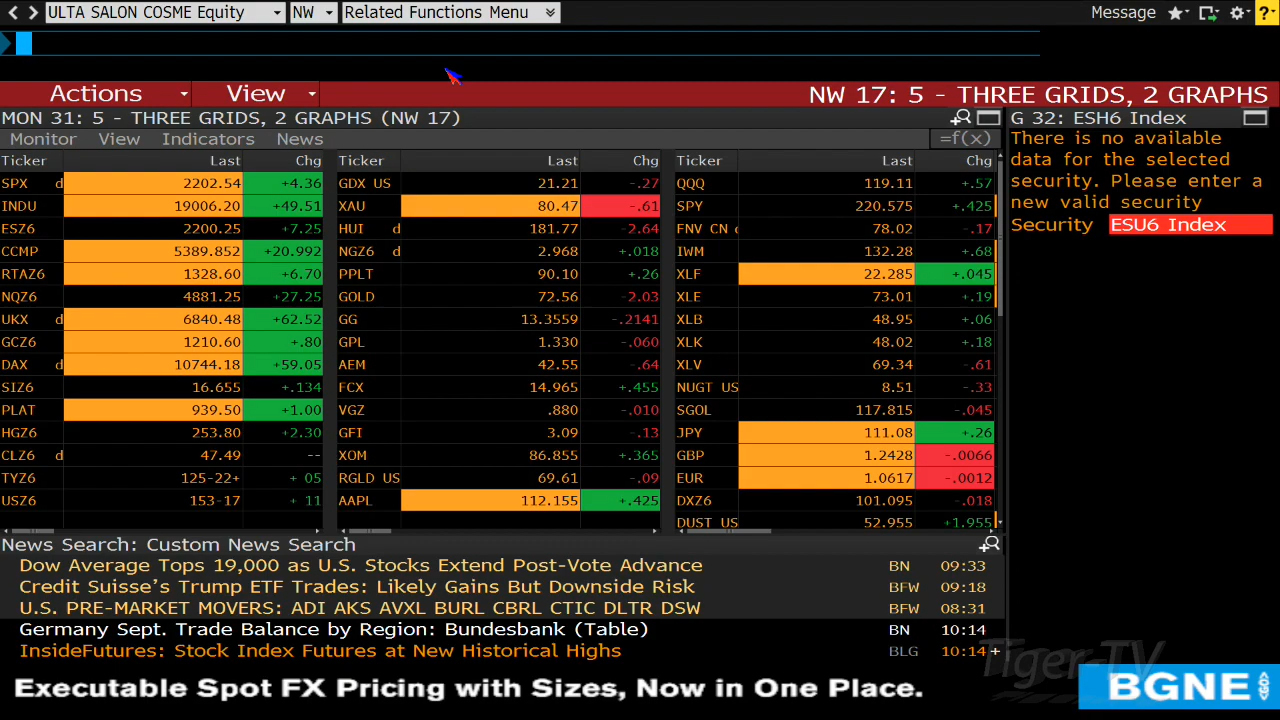 ULTA SALON COSME Equity NW Related Functions Menu Message ?
Actions View NW 17: 5 - THREE GRIDS, 2 GRAPHS
MON 31: 5 - THREE GRIDS, 2 GRAPHS (NW 17) G 32: ESH6 Index
Monitor View Indicators News =f(x)
There is no available
data for the selected
security. Please enter a
new valid security
Security ESU6 Index
Ticker Last Chg Ticker Last Chg Ticker Last Chg
SPX d 2202.54 +4.36 GDX US 21.21 -.27 QQQ 119.11 +.57
INDU 19006.20 +49.51 XAU 80.47 -.61 SPY 220.575 +.425
ESZ6 2200.25 +7.25 HUI d 181.77 -2.64 FNV CN d 78.02 -.17
CCMP 5389.852 +20.992 NGZ6 d 2.968 +.018 IWM 132.28 +.68
RTAZ6 1328.60 +6.70 PPLT 90.10 +.26 XLF 22.285 +.045
NQZ6 4881.25 +27.25 GOLD 72.56 -2.03 XLE 73.01 +.19
UKX d 6840.48 +62.52 GG 13.3559 -.2141 XLB 48.95 +.06
GCZ6 1210.60 +.80 GPL 1.330 -.060 XLK 48.02 +.18
DAX d 10744.18 +59.05 AEM 42.55 -.64 XLV 69.34 -.61
SIZ6 16.655 +.134 FCX 14.965 +.455 NUGT US 8.51 -.33
PLAT 939.50 +1.00 VGZ .880 -.010 SGOL 117.815 -.045
HGZ6 253.80 +2.30 GFI 3.09 -.13 JPY 111.08 +.26
CLZ6 d 47.49 -- XOM 86.855 +.365 GBP 1.2428 -.0066
TYZ6 125-22+ + 05 RGLD US 69.61 -.09 EUR 1.0617 -.0012
USZ6 153-17 + 11 AAPL 112.155 +.425 DXZ6 101.095 -.018
DUST US 52.955 +1.955
News Search: Custom News Search
Dow Average Tops 19,000 as U.S. Stocks Extend Post-Vote Advance BN 09:33
Credit Suisse's Trump ETF Trades: Likely Gains But Downside Risk BFW 09:18
U.S. PRE-MARKET MOVERS: ADI AKS AVXL BURL CBRL CTIC DLTR DSW BFW 08:31
Germany Sept. Trade Balance by Region: Bundesbank (Table) BN 10:14
InsideFutures: Stock Index Futures at New Historical Highs BLG 10:14 +
Tiger-TV
Executable Spot FX Pricing with Sizes, Now in One Place. BGNE